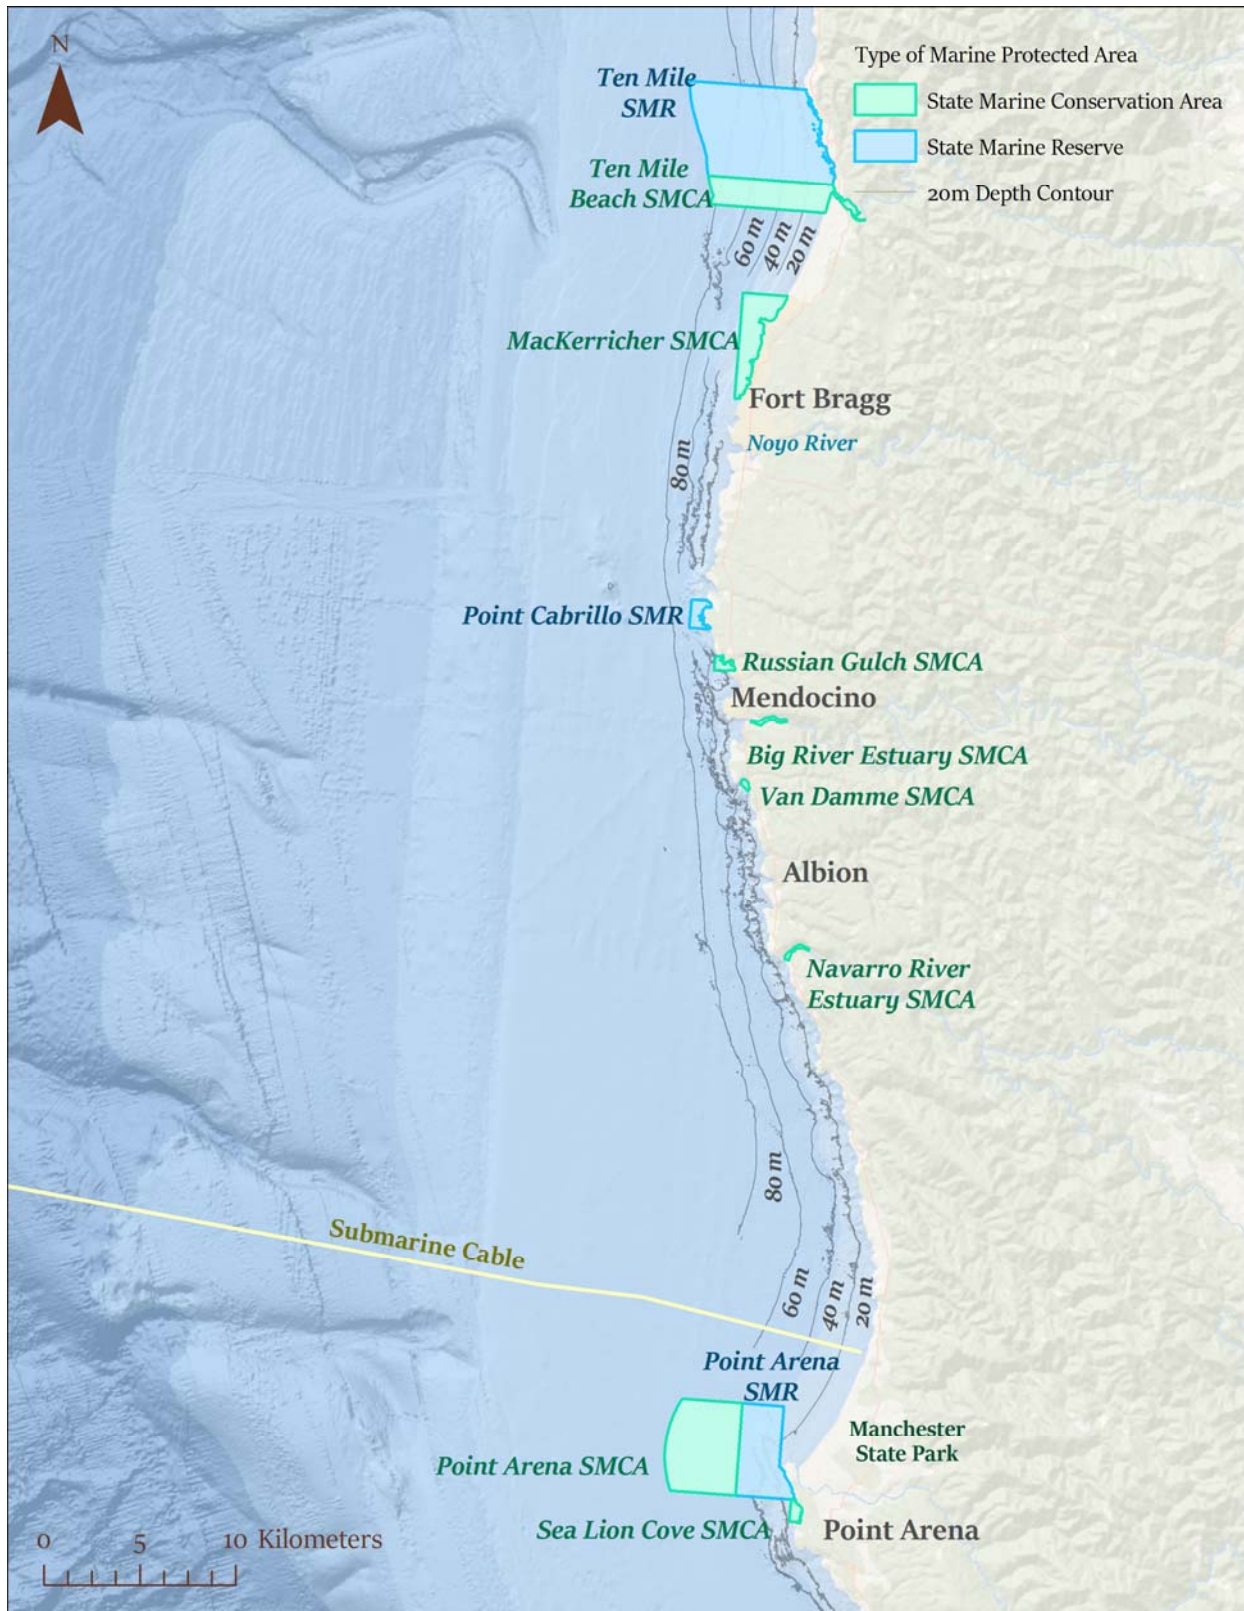 N
Ten Mile
SMR
Type of Marine Protected Area
State Marine Conservation Area
State Marine Reserve
20m Depth Contour
Ten Mile
Beach SMCA
60 m
40 m
20 m
MacKerricher SMCA
Fort Bragg
Noyo River
80 m
Point Cabrillo SMR
Russian Gulch SMCA
Mendocino
Big River Estuary SMCA
Van Damme SMCA
Albion
Navarro River
Estuary SMCA
80 m
Submarine Cable
60 m
40 m
20 m
Point Arena
SMR
Manchester
State Park
Point Arena SMCA
Sea Lion Cove SMCA
Point Arena
0 5 10 Kilometers